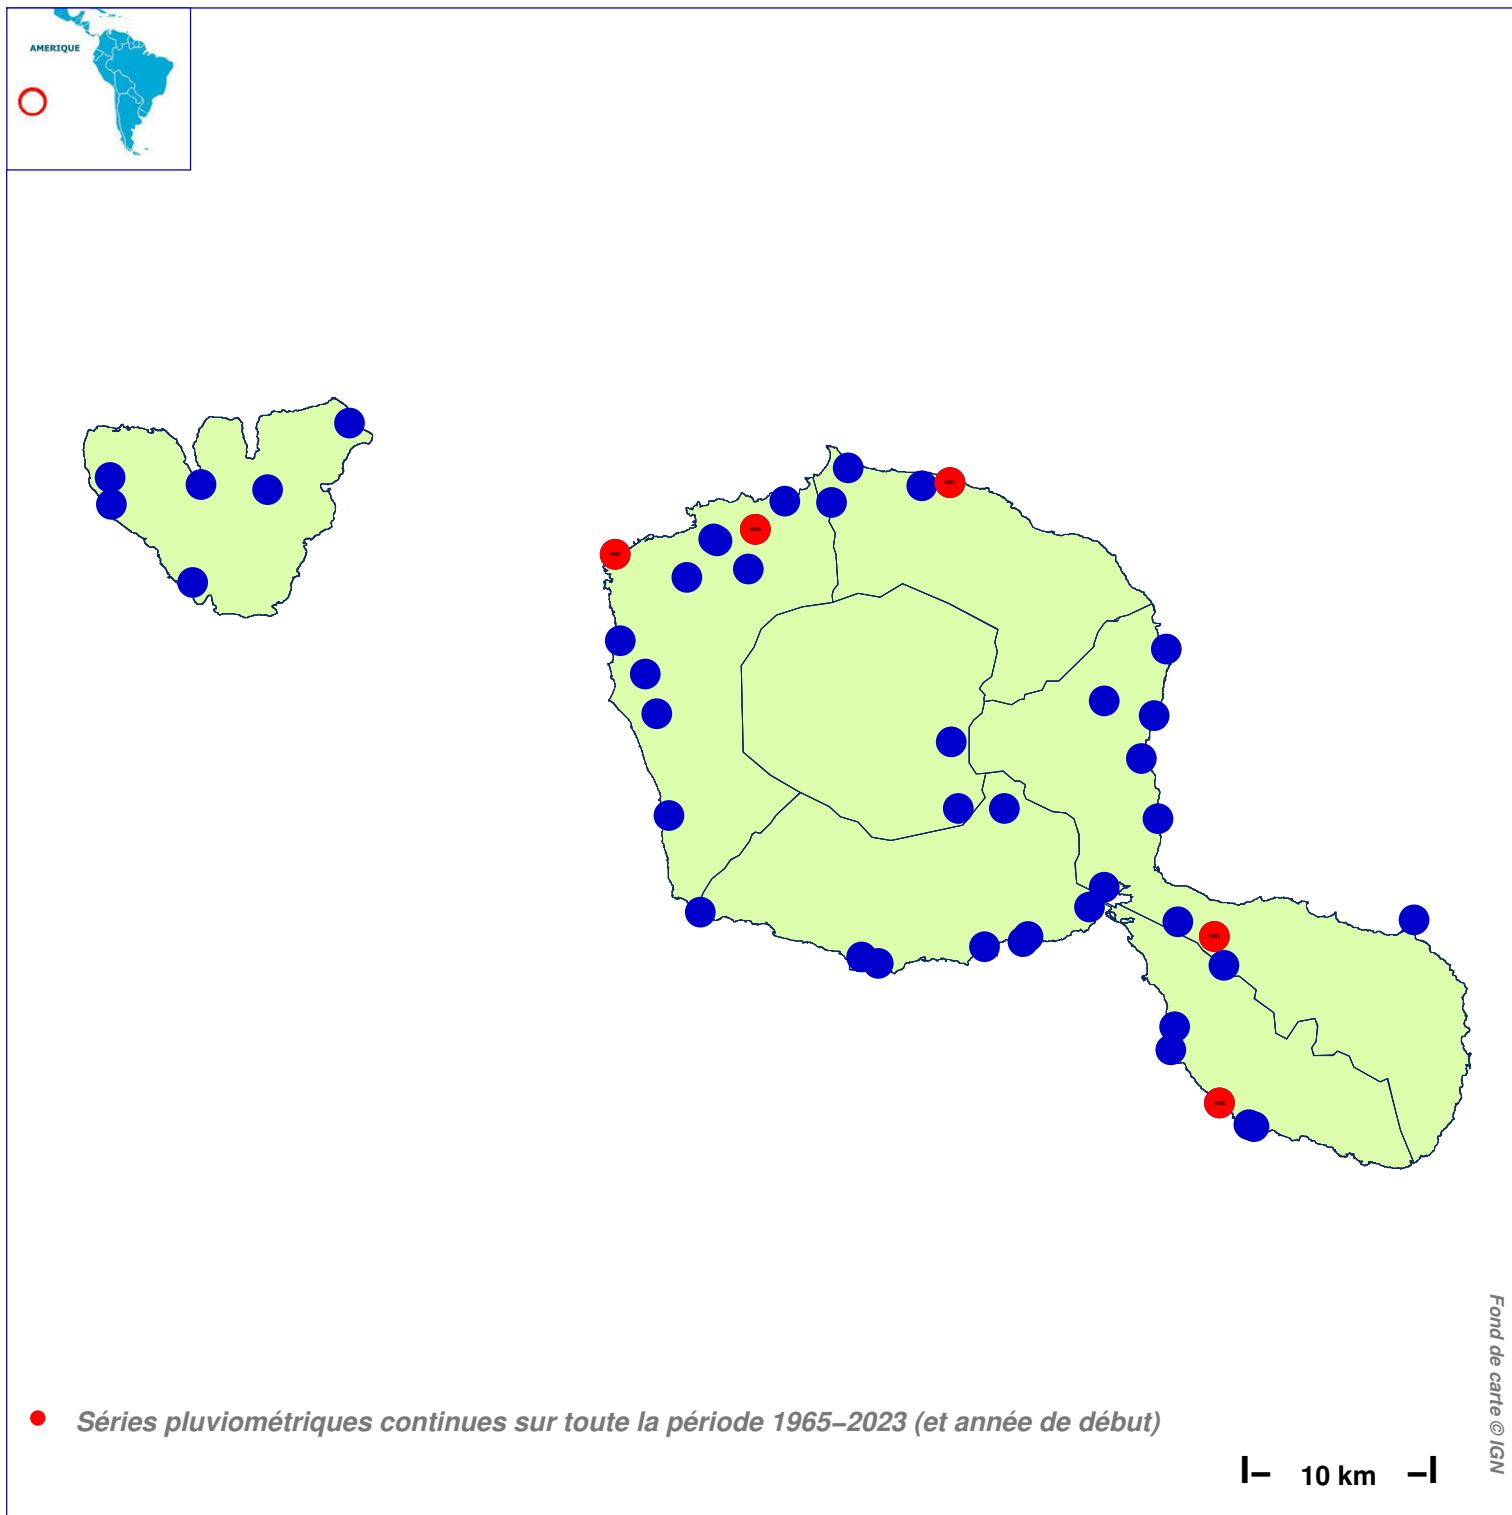 AMERIQUE
Séries pluviométriques continues sur toute la période 1965–2023 (et année de début)
10 km
Fond de carte © IGN